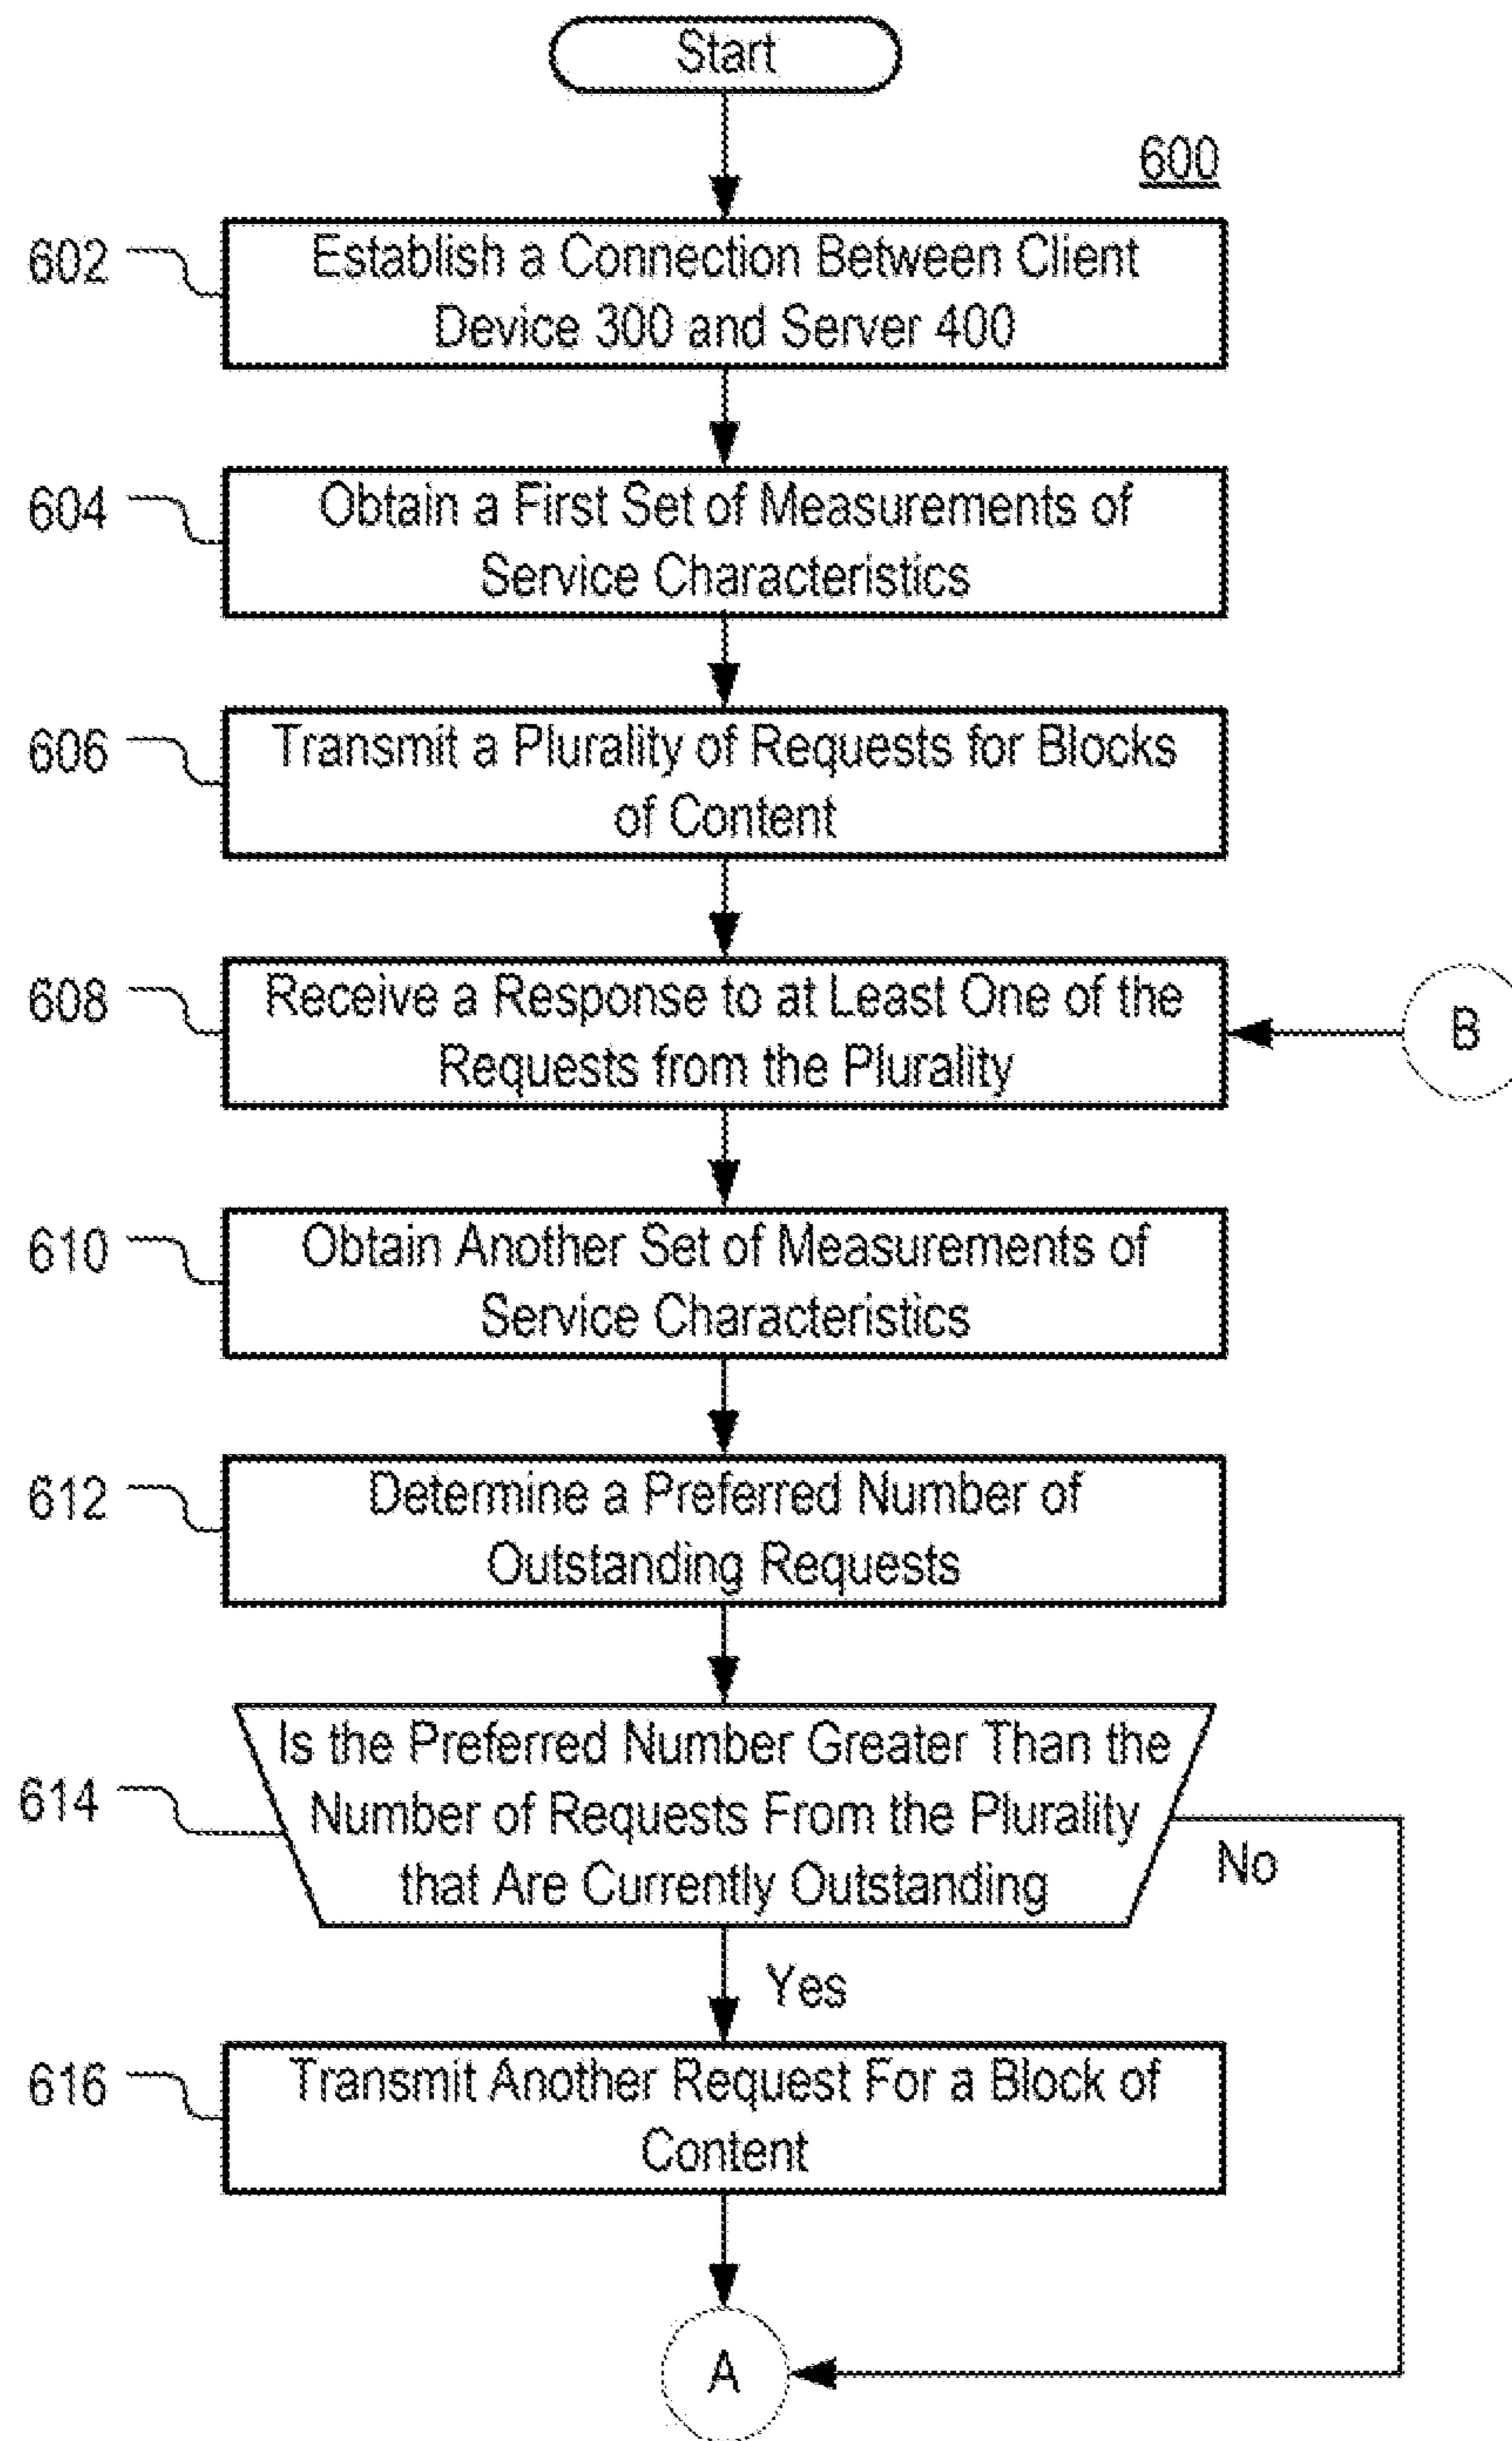 Start
600
602
Establish a Connection Between Client
Device 300 and Server 400
604
Obtain a First Set of Measurements of
Service Characteristics
606
Transmit a Plurality of Requests for Blocks
of Content
608
Receive a Response to at Least One of the
Requests from the Plurality
B
610
Obtain Another Set of Measurements of
Service Characteristics
612
Determine a Preferred Number of
Outstanding Requests
614
Is the Preferred Number Greater Than the
Number of Requests From the Plurality
that Are Currently Outstanding
No
Yes
616
Transmit Another Request For a Block of
Content
A